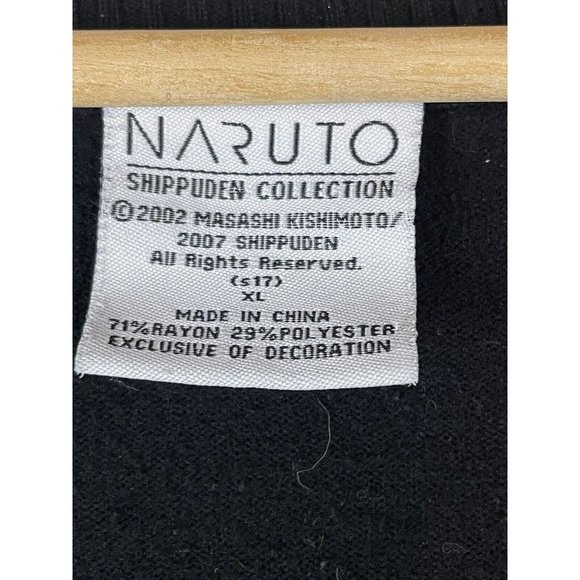 NARUTO
SHIPPUDEN COLLECTION
©2002 MASASHI KISHIMOTO/
2007 SHIPPUDEN
All Rights Reserved.
(s17)
XL
MADE IN CHINA
71%RAYON 29%POLYESTER
EXCLUSIVE OF DECORATION